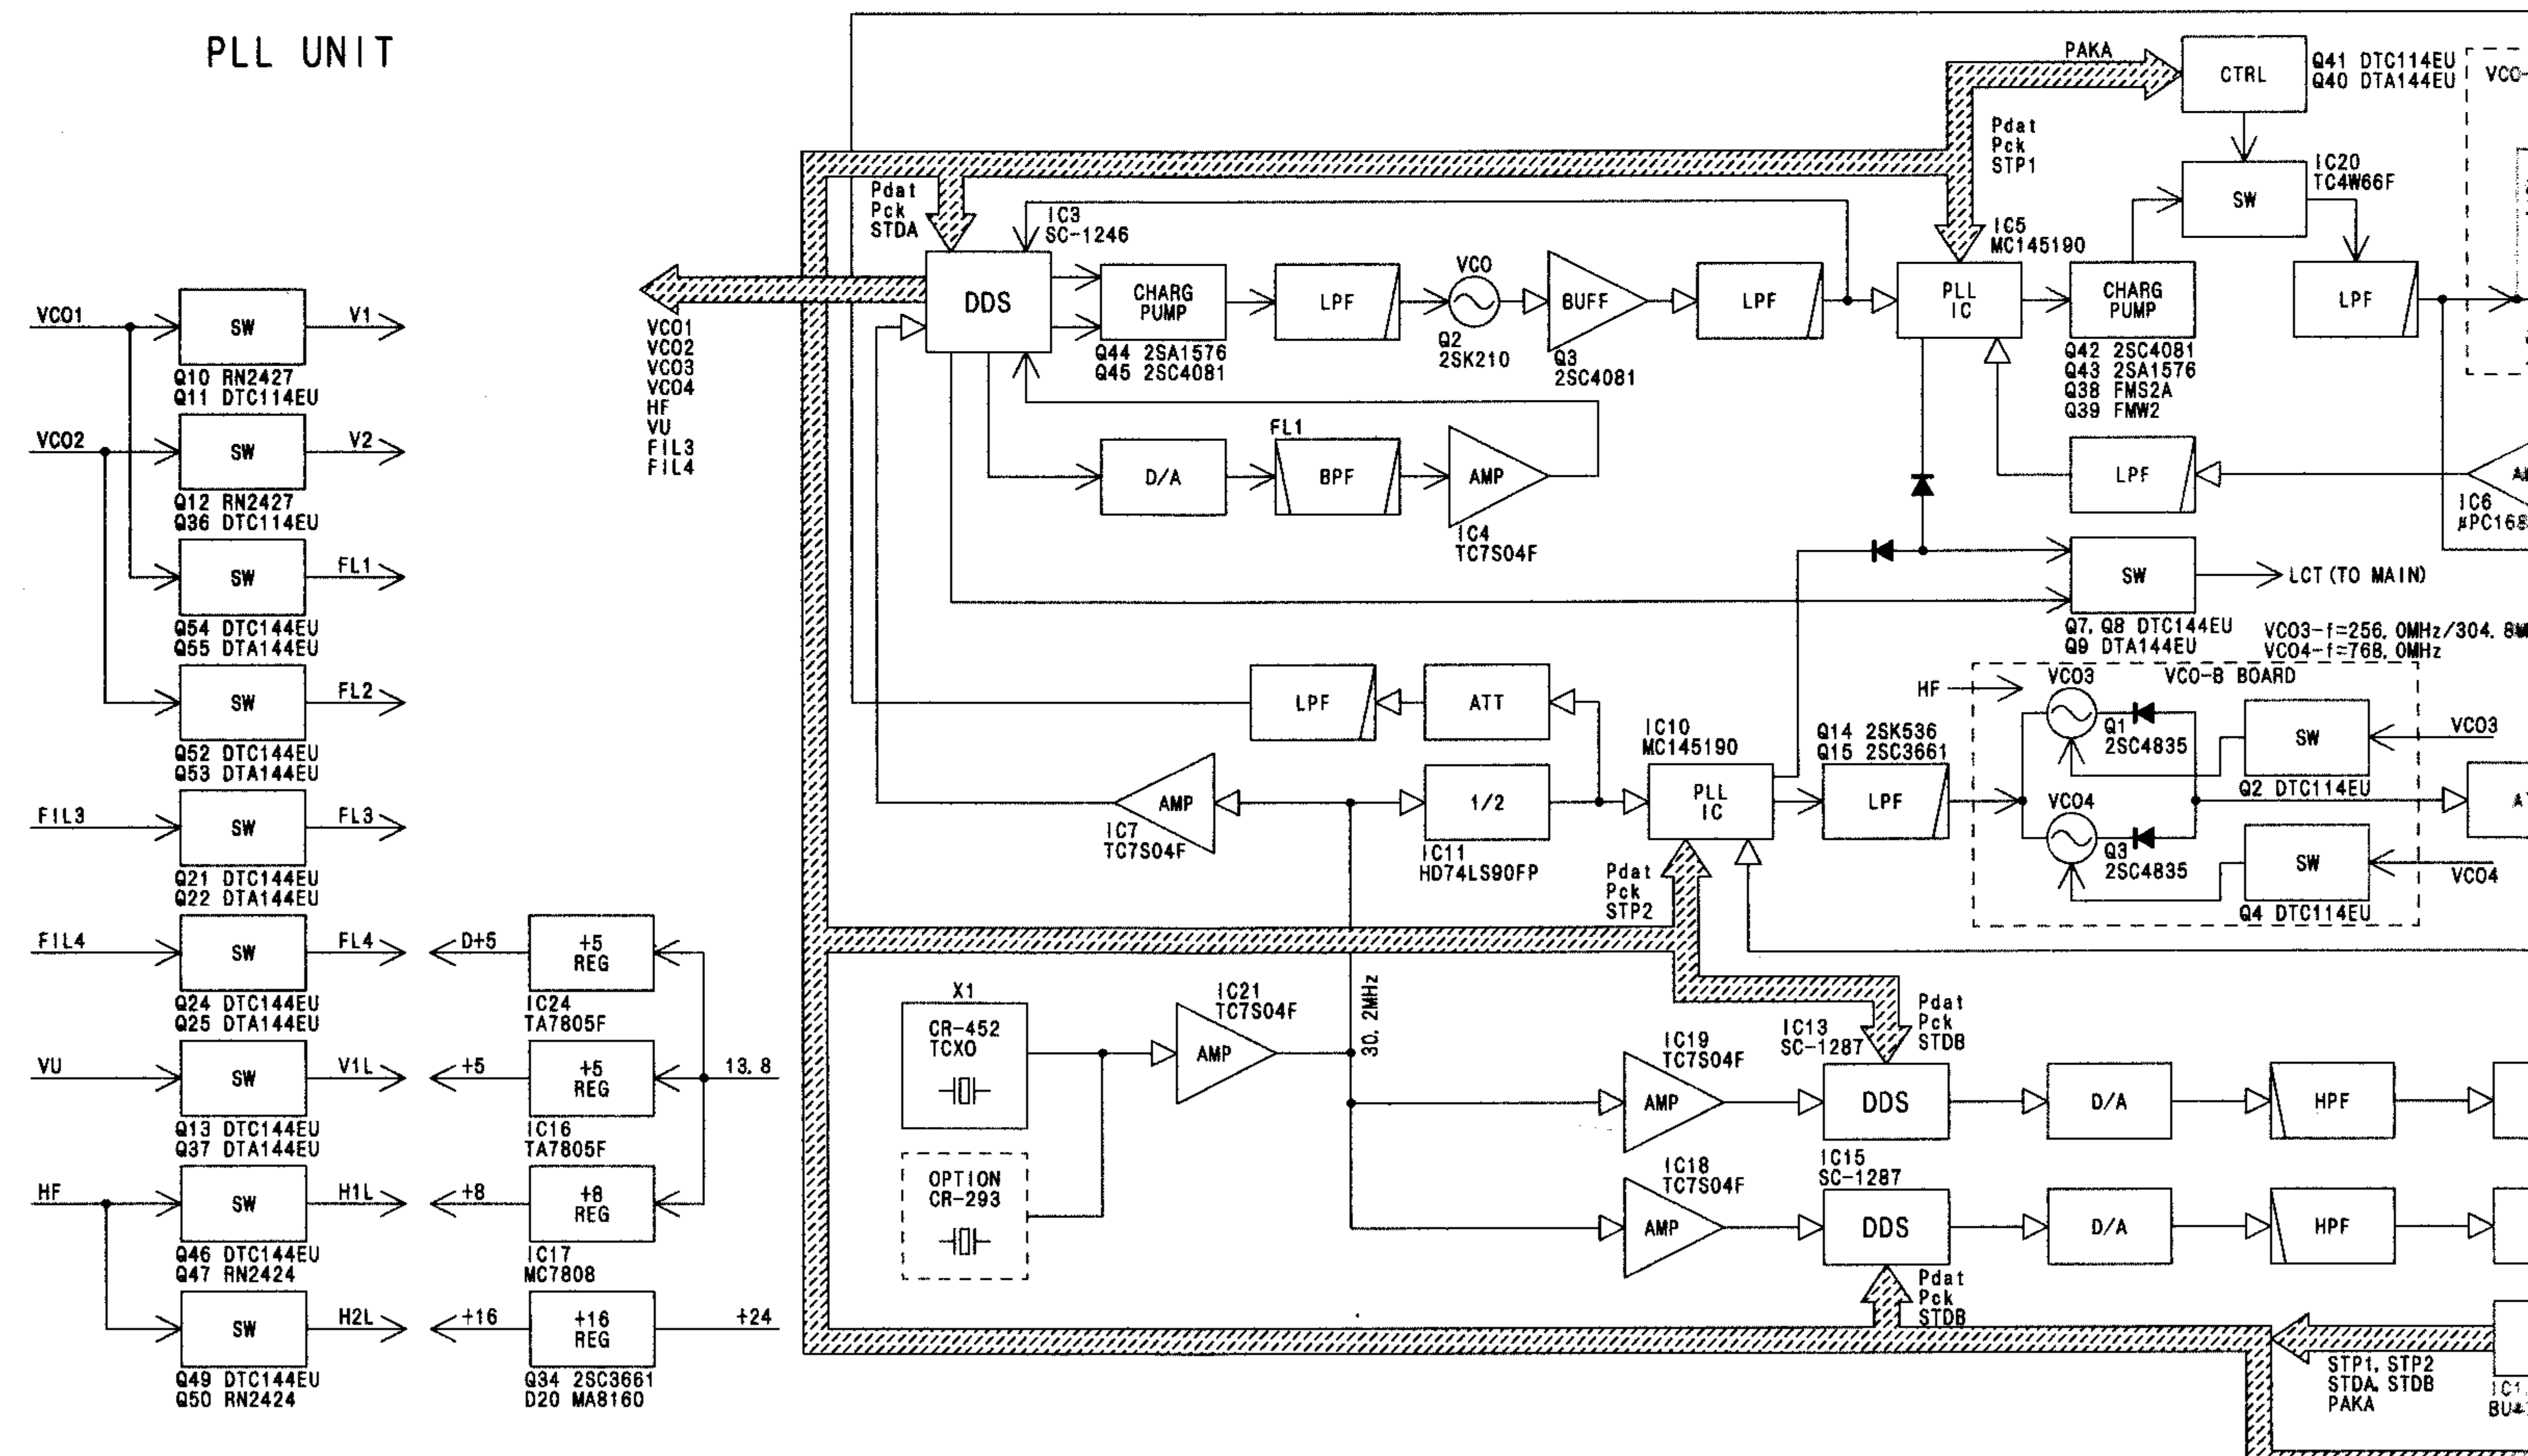 PLL UNIT
VCO1
SW
V1
Q10 RN2427
Q11 DTC114EU
VCO2
SW
V2
Q12 RN2427
Q36 DTC114EU
SW
FL1
Q54 DTC144EU
Q55 DTA144EU
SW
FL2
Q52 DTC144EU
Q53 DTA144EU
FIL3
SW
FL3
Q21 DTC144EU
Q22 DTA144EU
FIL4
SW
FL4
Q24 DTC144EU
Q25 DTA144EU
VU
SW
V1L
Q13 DTC144EU
Q37 DTA144EU
HF
SW
H1L
Q46 DTC144EU
Q47 RN2424
SW
H2L
Q49 DTC144EU
Q50 RN2424
D+5
+5
REG
IC24
TA7805F
+5
+5
REG
13.8
IC16
TA7805F
+8
+8
REG
IC17
MC7808
+16
+16
REG
+24
Q34 2SC3661
D20 MA8160
VCO1
VCO2
VCO3
VCO4
HF
VU
FIL3
FIL4
Pdat
Pck
STDA
IC3
SC-1246
DDS
CHARG
PUMP
Q44 2SA1576
Q45 2SC4081
LPF
VCO
Q2
2SK210
BUFF
Q3
2SC4081
LPF
PAKA
Pdat
Pck
STP1
IC5
MC145190
PLL
IC
CHARG
PUMP
Q42 2SC4081
Q43 2SA1576
Q38 FMS2A
Q39 FMW2
CTRL
Q41 DTC114EU
Q40 DTA144EU
SW
IC20
TC4W66F
LPF
VCO-
D/A
FL1
BPF
AMP
IC4
TC7S04F
LPF
IC6
μPC168
SW
LCT (TO MAIN)
Q7, Q8 DTC144EU
Q9 DTA144EU
VCO3-f=256.0MHz/304.8M
VCO4-f=768.0MHz
LPF
ATT
AMP
IC7
TC7S04F
1/2
IC11
HD74LS90FP
IC10
MC145190
PLL
IC
Pdat
Pck
STP2
Q14 2SK536
Q15 2SC3661
LPF
HF
VCO-B BOARD
VCO3
Q1
2SC4835
SW
VCO3
Q2 DTC114EU
VCO4
Q3
2SC4835
SW
VCO4
Q4 DTC114EU
X1
CR-452
TCXO
OPTION
CR-293
IC21
TC7S04F
AMP
30.2MHz
IC19
TC7S04F
AMP
IC13
SC-1287
Pdat
Pck
STDB
DDS
D/A
HPF
IC18
TC7S04F
AMP
IC15
SC-1287
DDS
D/A
HPF
Pdat
Pck
STDB
STP1, STP2
STDA, STDB
PAKA